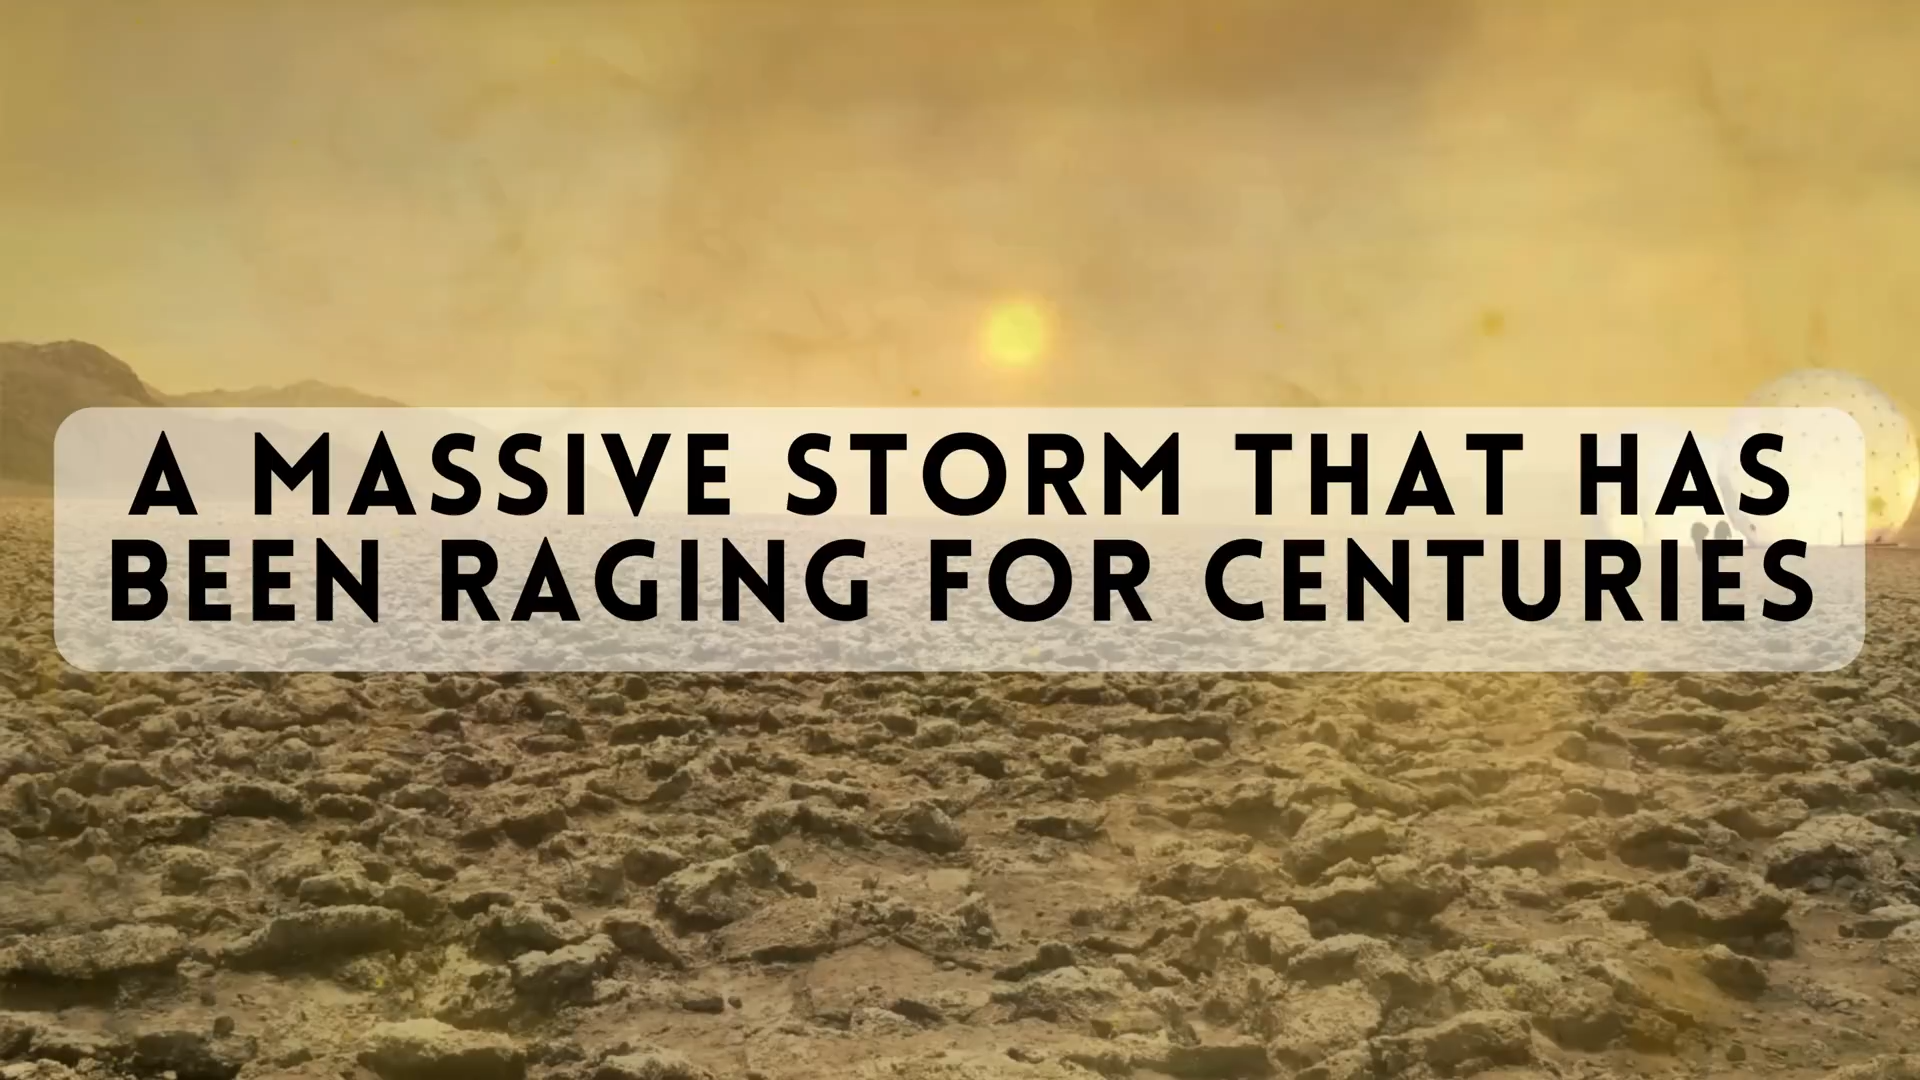 A MASSIVE STORM THAT HAS
BEEN RAGING FOR CENTURIES